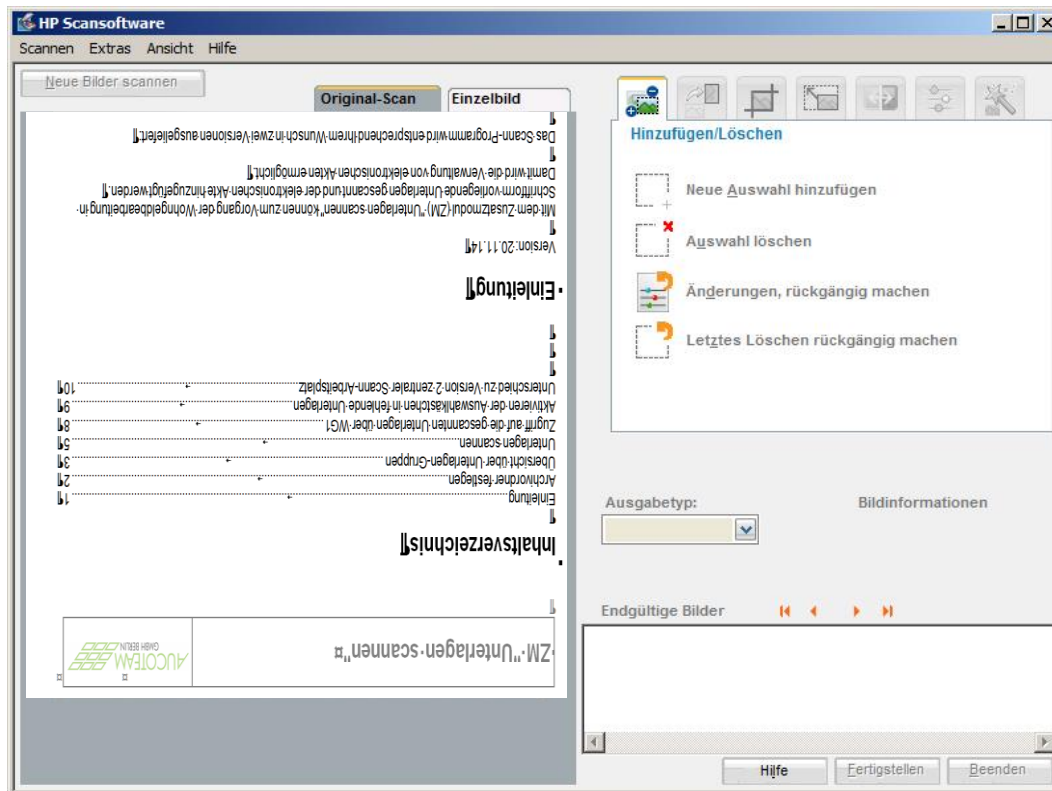 HP Scansoftware
Scannen Extras Ansicht Hilfe
Neue Bilder scannen
Original-Scan Einzelbild
·ZM·"Unterlagen·scannen"¤
AUCOTEAM
GMBH BERLIN
¤ ¤
¶
Inhaltsverzeichnis¶
¶
Einleitung........................................1¶
Archivordner·festlegen........................................2¶
Übersicht·über·Unterlagen-Gruppen........................................3¶
Unterlagen·scannen........................................5¶
Zugriff·auf·die·gescannten·Unterlagen·über·WG1........................................8¶
Aktivieren·der·Auswahlkästchen·in·fehlende·Unterlagen........................................9¶
Unterschied·zu·Version·2·zentraler·Scann-Arbeitsplatz........................................10¶
¶
¶
¶
Einleitung¶
Version:·20.11.14¶
¶
Mit·dem·Zusatzmodul·(ZM)·"Unterlagen·scannen"·können·zum·Vorgang·der·Wohngeldbearbeitung·in·
Schriftform·vorliegende·Unterlagen·gescannt·und·der·elektronischen·Akte·hinzugefügt·werden.¶
Damit·wird·die·Verwaltung·von·elektronischen·Akten·ermöglicht.¶
¶
Das·Scann-Programm·wird·entsprechend·Ihrem·Wunsch·in·zwei·Versionen·ausgeliefert:¶
¶
Hinzufügen/Löschen
Neue Auswahl hinzufügen
Auswahl löschen
Änderungen, rückgängig machen
Letztes Löschen rückgängig machen
Ausgabetyp: Bildinformationen
Endgültige Bilder
Hilfe Fertigstellen Beenden